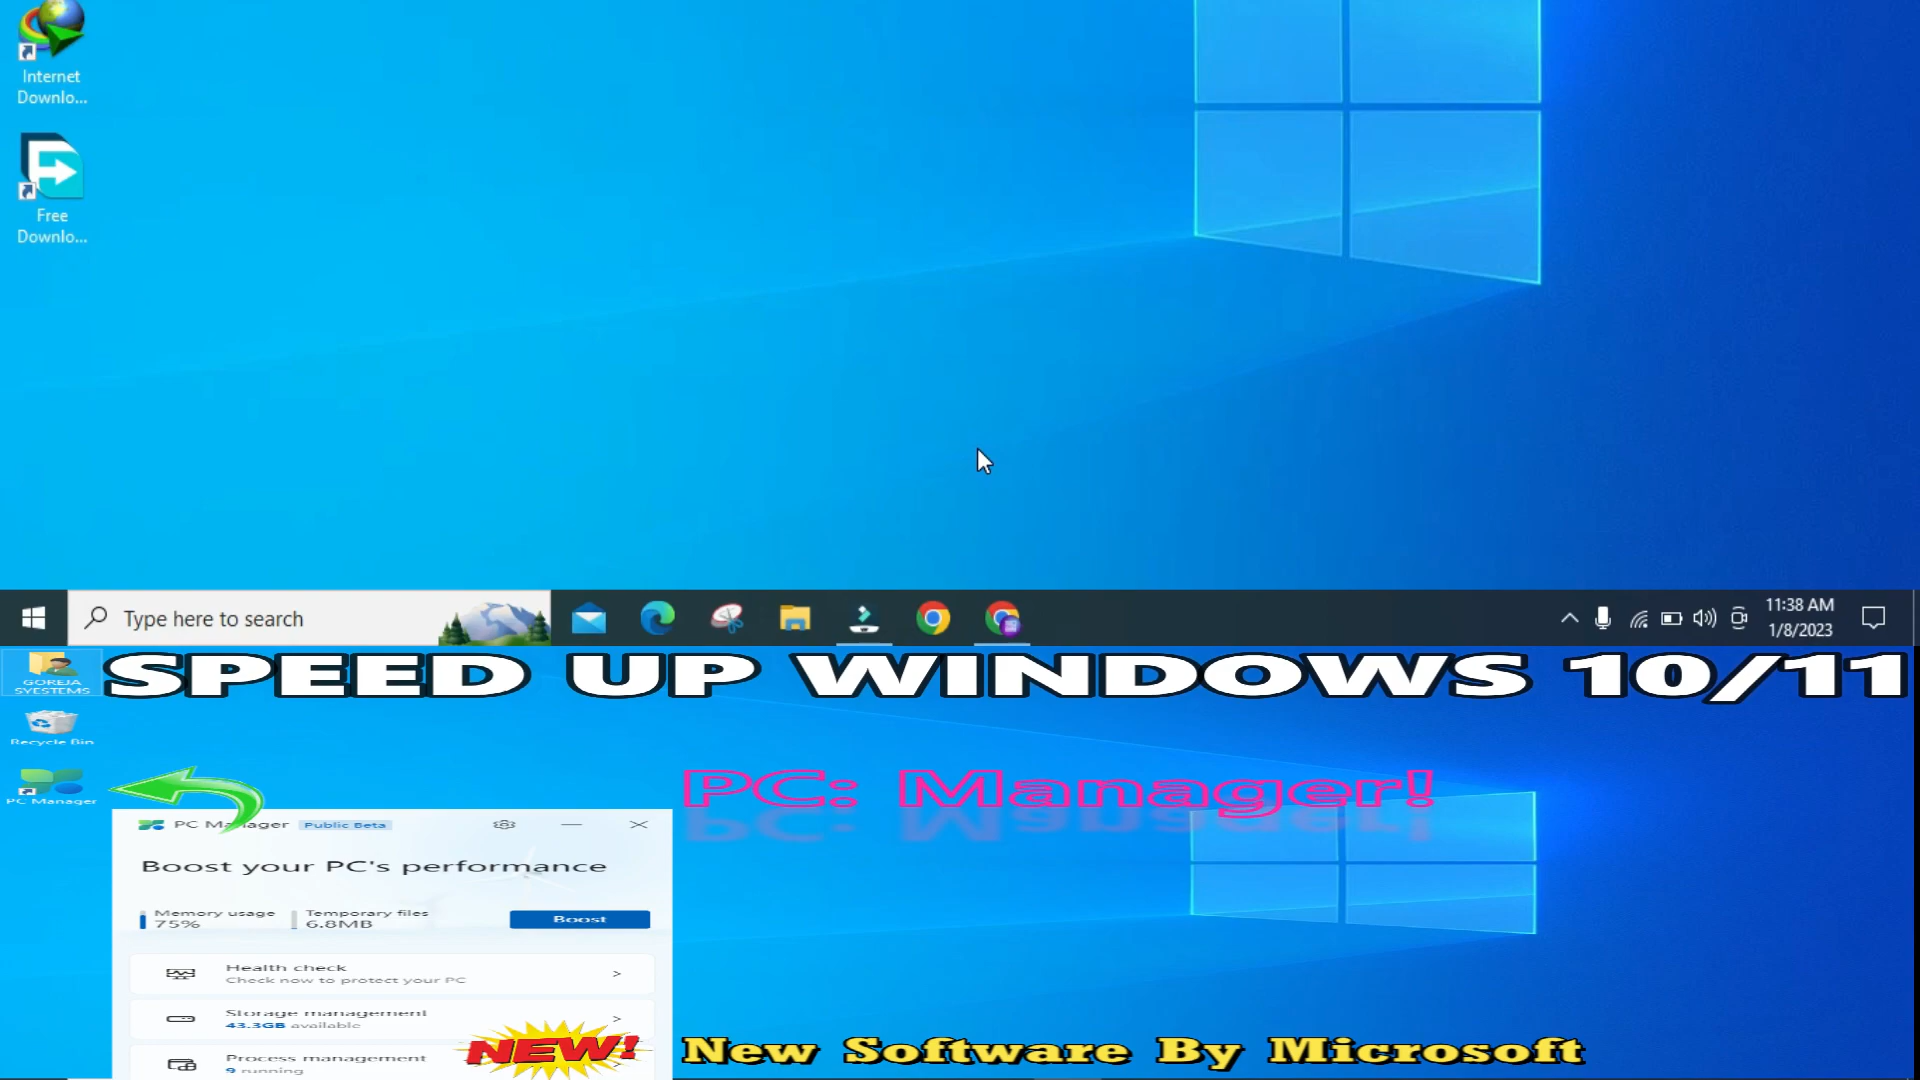 Internet
Downlo...
Free
Downlo...
Type here to search
11:38 AM
1/8/2023
GOREJA
SYESTEMS
SPEED UP WINDOWS 10/11
Recycle Bin
PC Manager
PC: Manager!
PC Manager Public Beta
Boost your PC's performance
Memory usage
75%
Temporary files
6.8MB
Boost
Health check
Check now to protect your PC
Storage management
43.3GB available
Process management
9 running
NEW!
New Software By Microsoft